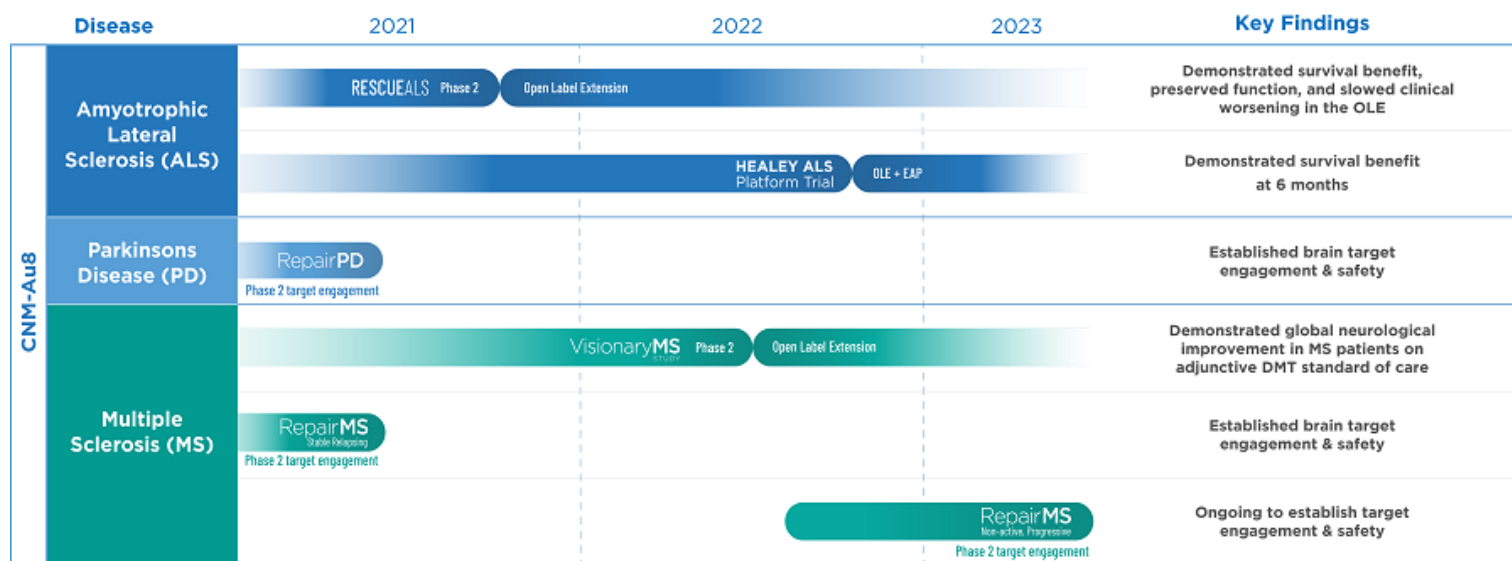 Disease 2021 2022 2023 Key Findings
CNM-Au8
Amyotrophic
Lateral
Sclerosis (ALS)
RESCUEALS Phase 2
Open Label Extension
Demonstrated survival benefit,
preserved function, and slowed clinical
worsening in the OLE
HEALEY ALS
Platform Trial
OLE + EAP
Demonstrated survival benefit
at 6 months
Parkinsons
Disease (PD)
RepairPD
Phase 2 target engagement
Established brain target
engagement & safety
Multiple
Sclerosis (MS)
VisionaryMS Phase 2
STUDY
Open Label Extension
Demonstrated global neurological
improvement in MS patients on
adjunctive DMT standard of care
RepairMS
Stable Relapsing
Phase 2 target engagement
Established brain target
engagement & safety
RepairMS
Non-active, Progressive
Phase 2 target engagement
Ongoing to establish target
engagement & safety